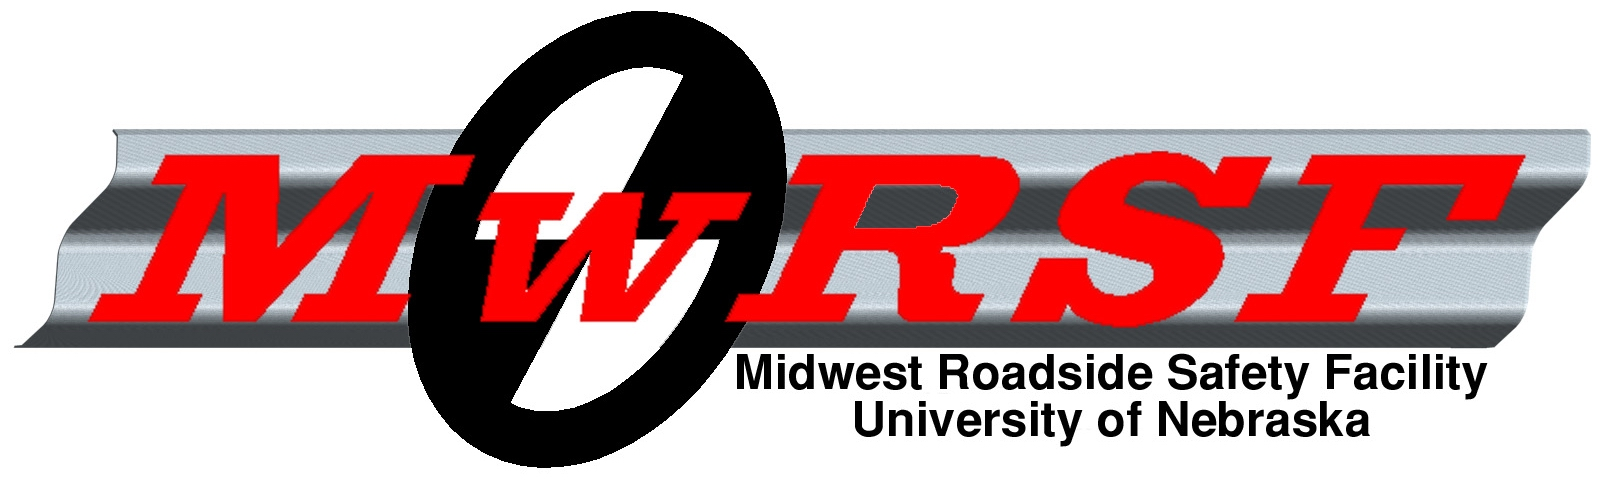 MwRSF
Midwest Roadside Safety Facility
University of Nebraska